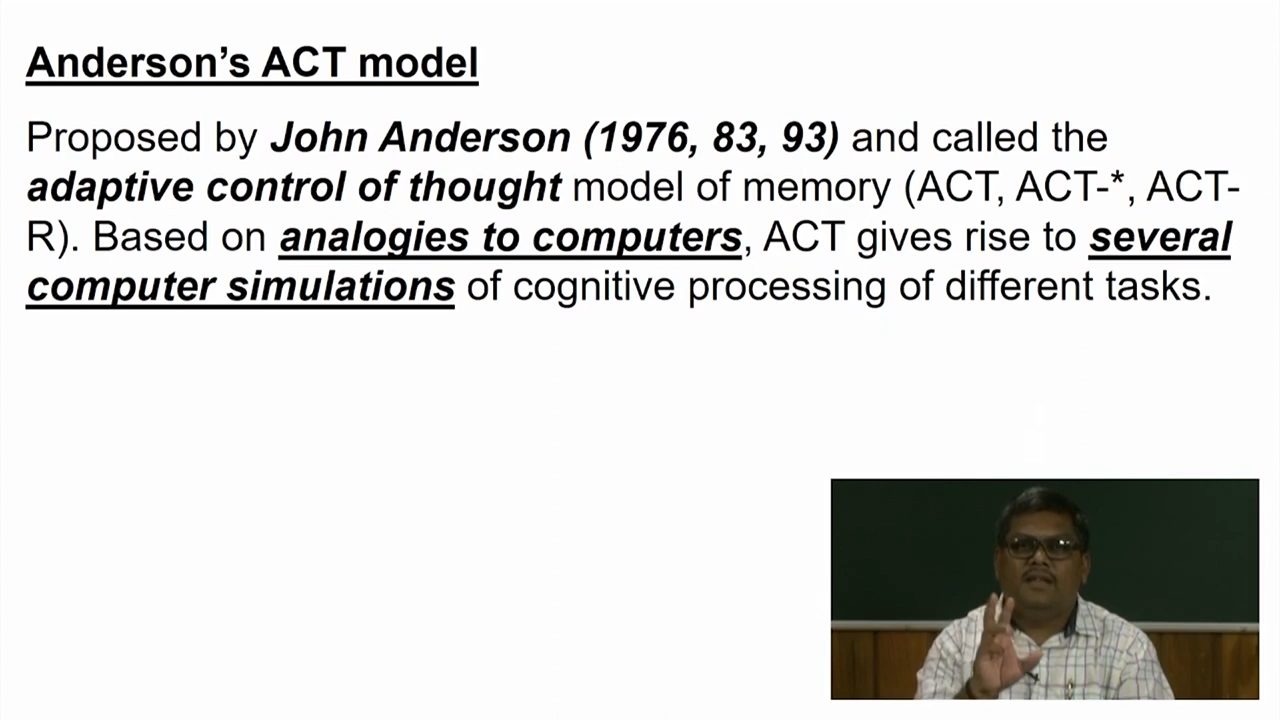 Anderson’s ACT model
Proposed by John Anderson (1976, 83, 93) and called the
adaptive control of thought model of memory (ACT, ACT-*, ACT-
R). Based on analogies to computers, ACT gives rise to several
computer simulations of cognitive processing of different tasks.